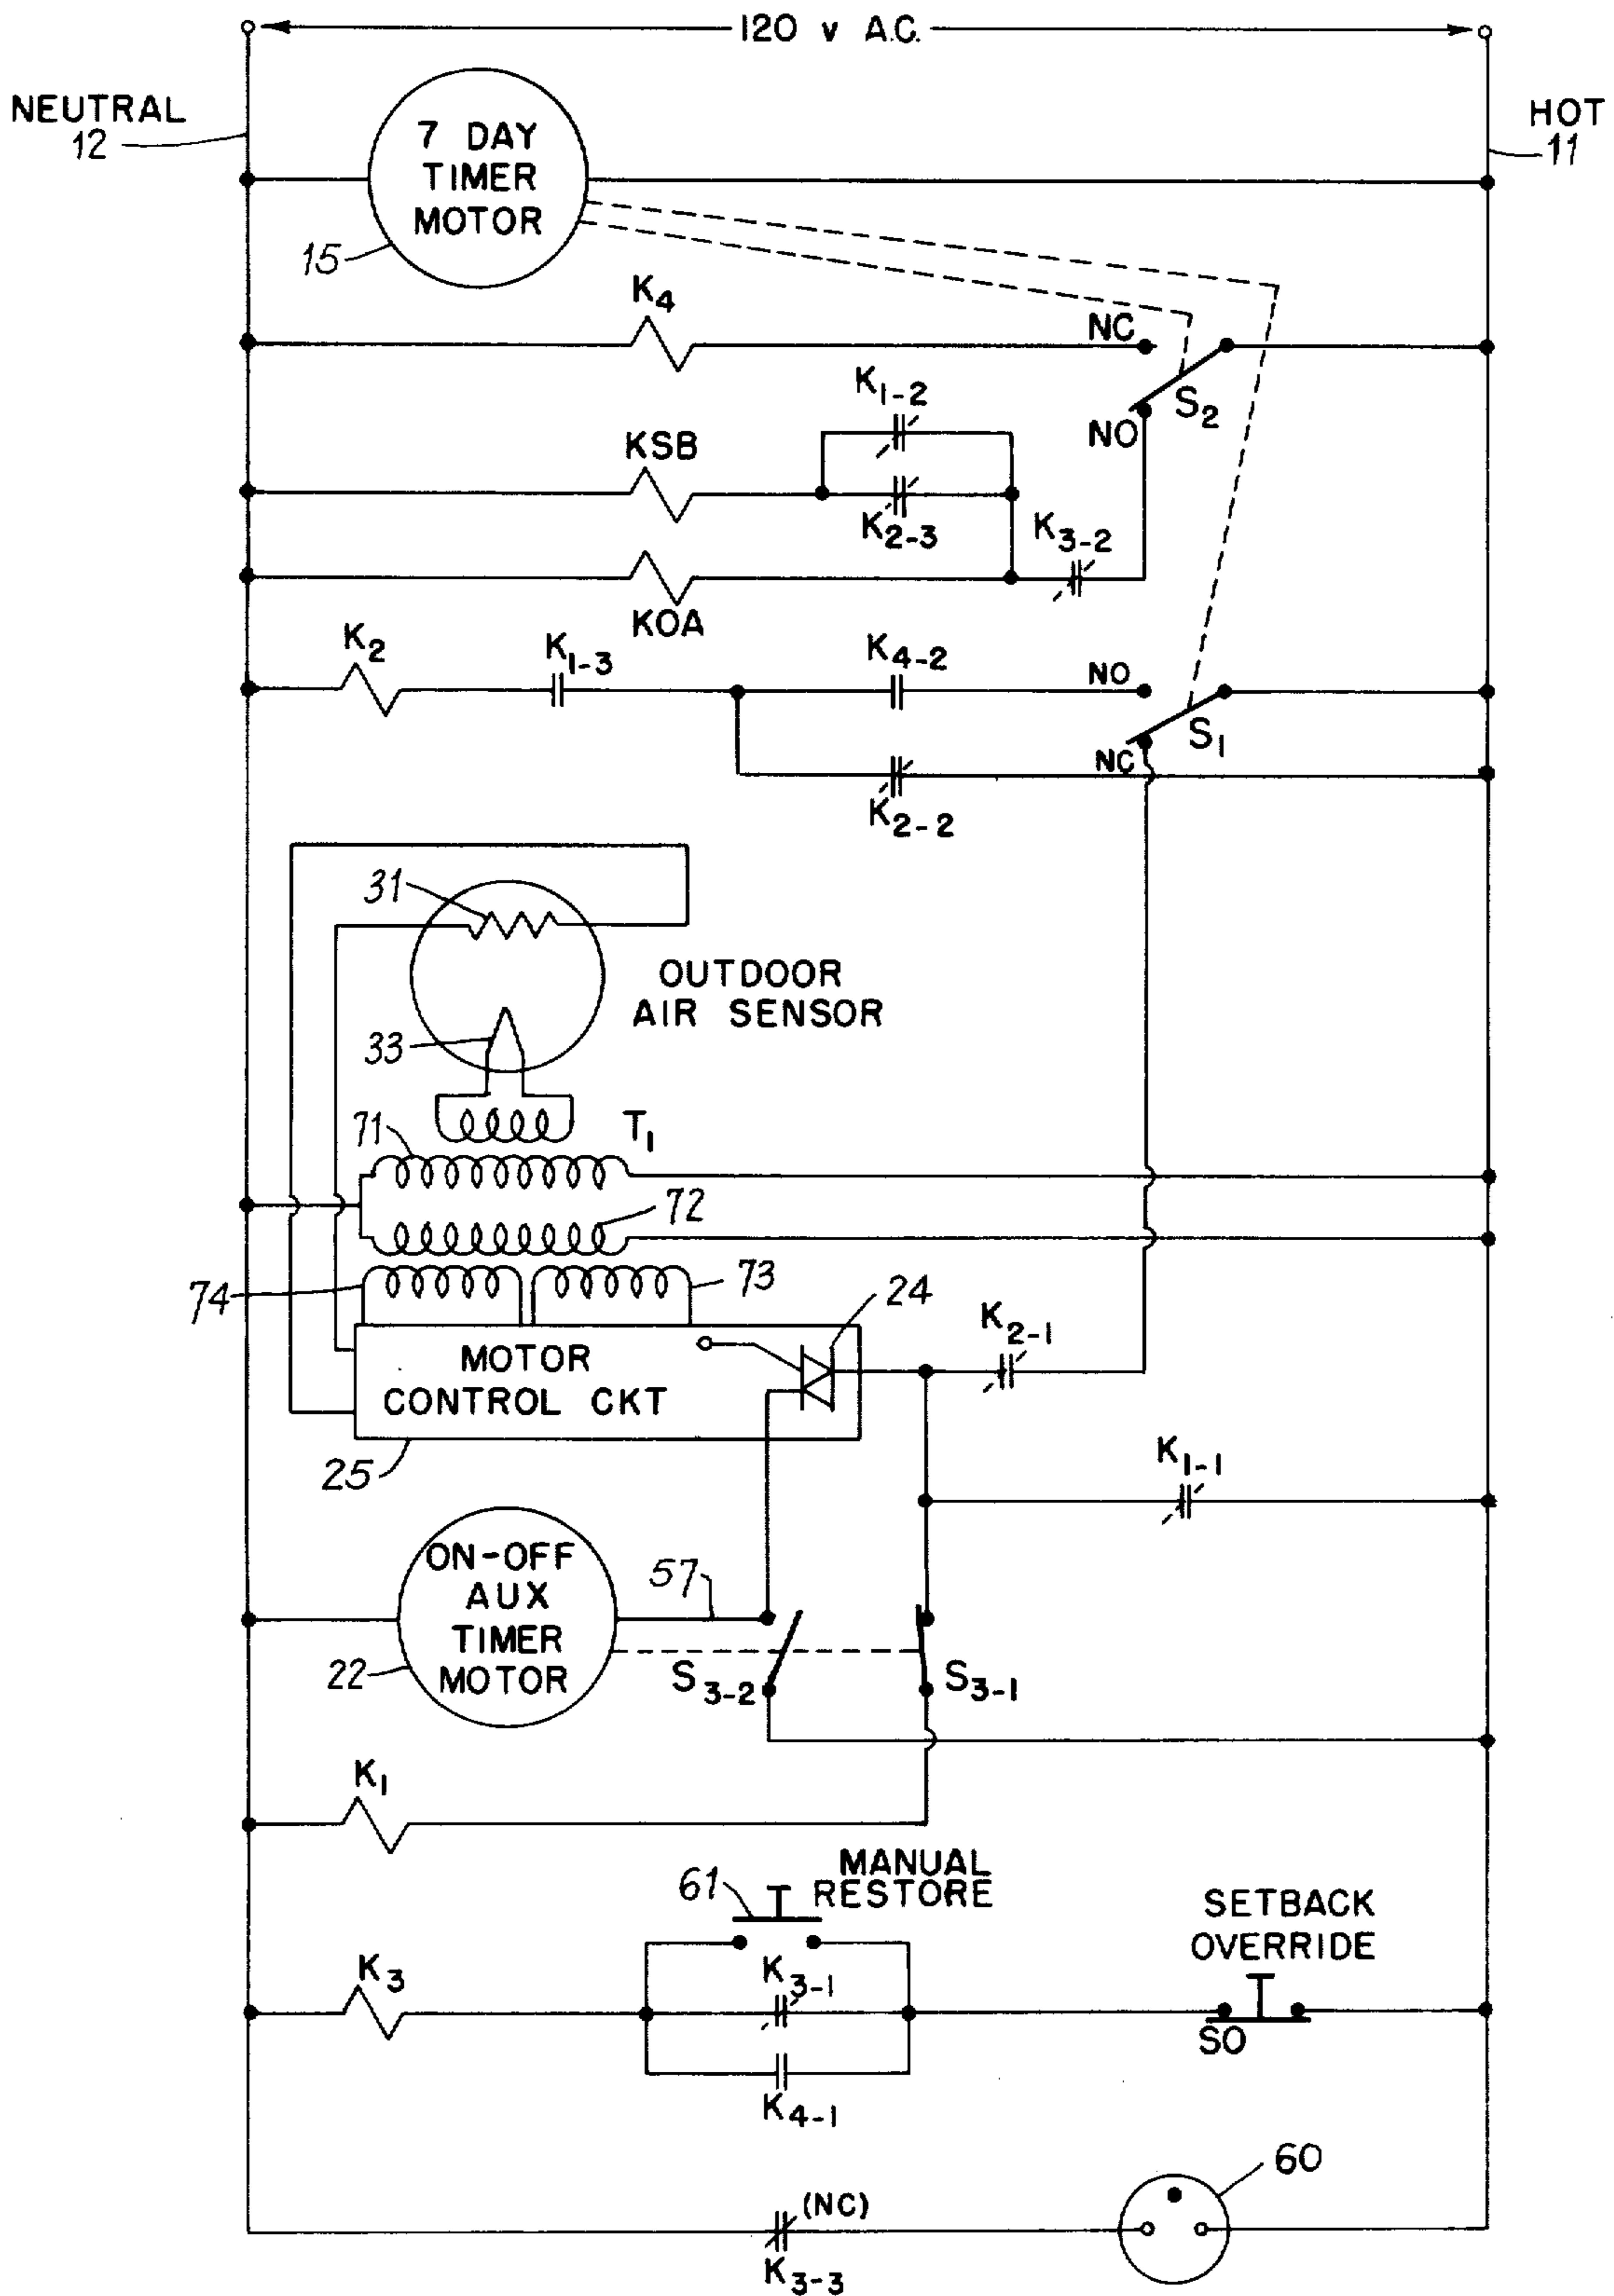 120 v A.C.
NEUTRAL
12
HOT
11
7 DAY
TIMER
MOTOR
15
K4
NC
S2
NO
K1-2
KSB
K2-3
K3-2
KOA
K2
K1-3
K4-2
NO
S1
NC
K2-2
31
OUTDOOR
AIR SENSOR
33
71
T1
72
74
73
24
K2-1
MOTOR
CONTROL CKT
25
K1-1
ON-OFF
AUX
TIMER
MOTOR
57
22
S3-2
S3-1
K1
MANUAL
RESTORE
61
SETBACK
OVERRIDE
K3
K3-1
SO
K4-1
60
(NC)
K3-3